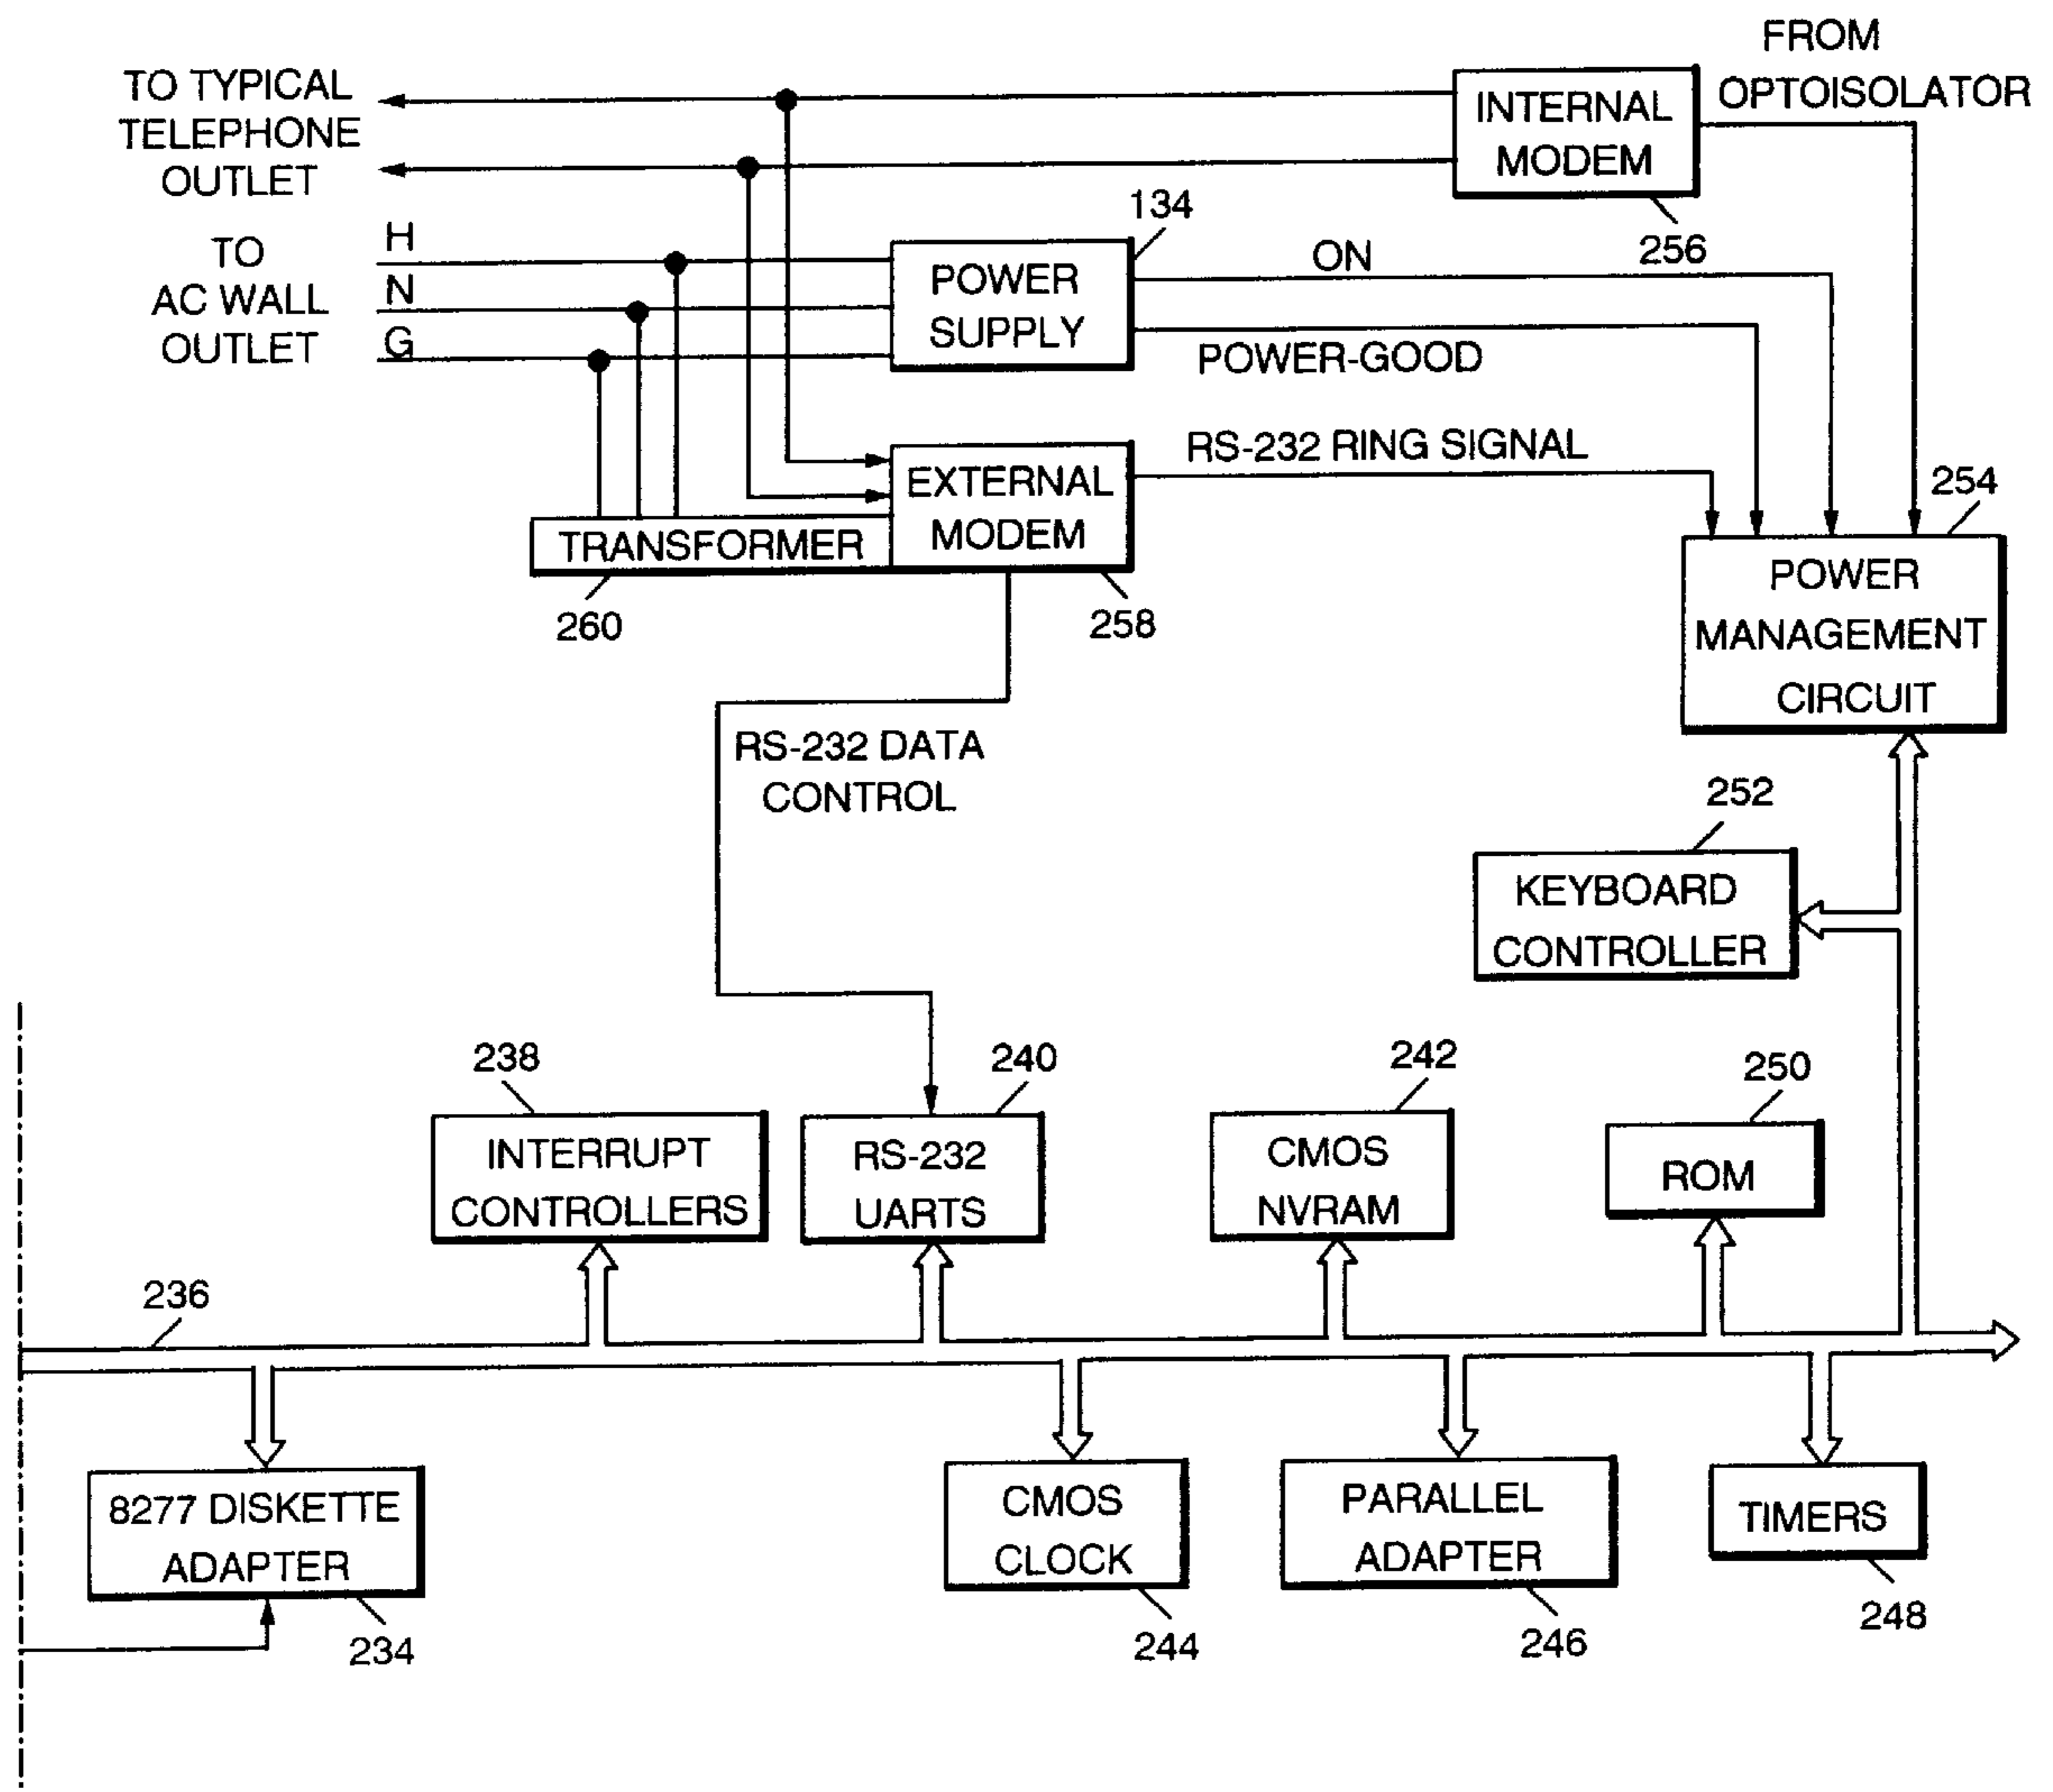 FROM
OPTOISOLATOR
TO TYPICAL
TELEPHONE
OUTLET
INTERNAL
MODEM
256
134
TO
AC WALL
OUTLET
H
N
G
POWER
SUPPLY
ON
POWER-GOOD
RS-232 RING SIGNAL
EXTERNAL
MODEM
TRANSFORMER
260
258
254
POWER
MANAGEMENT
CIRCUIT
RS-232 DATA
CONTROL
252
KEYBOARD
CONTROLLER
238
240
242
250
INTERRUPT
CONTROLLERS
RS-232
UARTS
CMOS
NVRAM
ROM
236
8277 DISKETTE
ADAPTER
234
CMOS
CLOCK
244
PARALLEL
ADAPTER
246
TIMERS
248